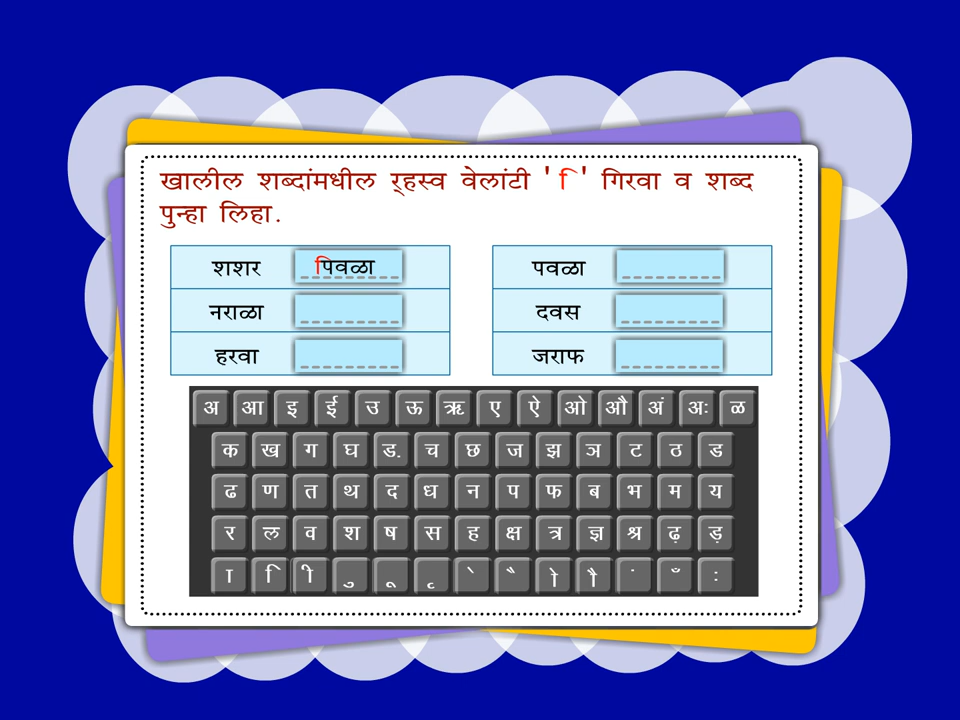 खालील शब्दांमधील र्‍हस्व वेलांटी ' ि ' गिरवा व शब्द
पुन्हा लिहा.
शशर पिवळा पवळा
नराळा दवस
हरवा जराफ
अ आ इ ई उ ऊ ऋ ए ऐ ओ औ अं अः ळ
क ख ग घ ड. च छ ज झ ञ ट ठ ड
ढ ण त थ द ध न प फ ब भ म य
र ल व श ष स ह क्ष त्र ज्ञ श्र ढ़ ड़
ा ि ी ु ू ृ े ै ो ौ ं ँ ः